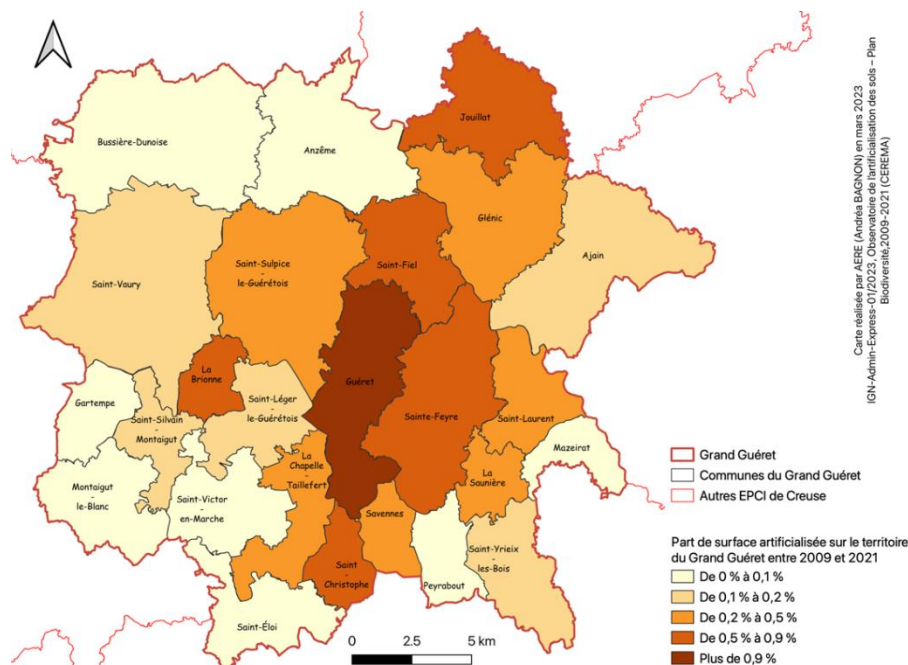 Bussière-Dunoise
Anzême
Jouillat
Glénic
Ajain
Saint-Vaury
Saint-Sulpice
-
le-Guérétois
Saint-Fiel
La
Brionne
Guéret
Gartempe
Saint-Silvain
-
Montaigut
Saint-Léger
-
le-Guérétois
Sainte-Feyre
Saint-Laurent
Mazeirat
La
Chapelle
-
Taillefert
La
Saunière
Montaigut
-
le-Blanc
Saint-Victor
-
en-Marche
Savennes
Saint-Yrieix
-
les-Bois
Saint
-
Christophe
Peyrabout
Saint-Éloi
0 2.5 5 km
Carte réalisée par AERE (Andréa BAGNON) en mars 2023
IGN-Admin-Express-01/2023, Observatoire de l'artificialisation des sols – Plan
Biodiversité,2009-2021 (CEREMA)
Grand Guéret
Communes du Grand Guéret
Autres EPCI de Creuse
Part de surface artificialisée sur le territoire
du Grand Guéret entre 2009 et 2021
De 0 % à 0,1 %
De 0,1 % à 0,2 %
De 0,2 % à 0,5 %
De 0,5 % à 0,9 %
Plus de 0,9 %